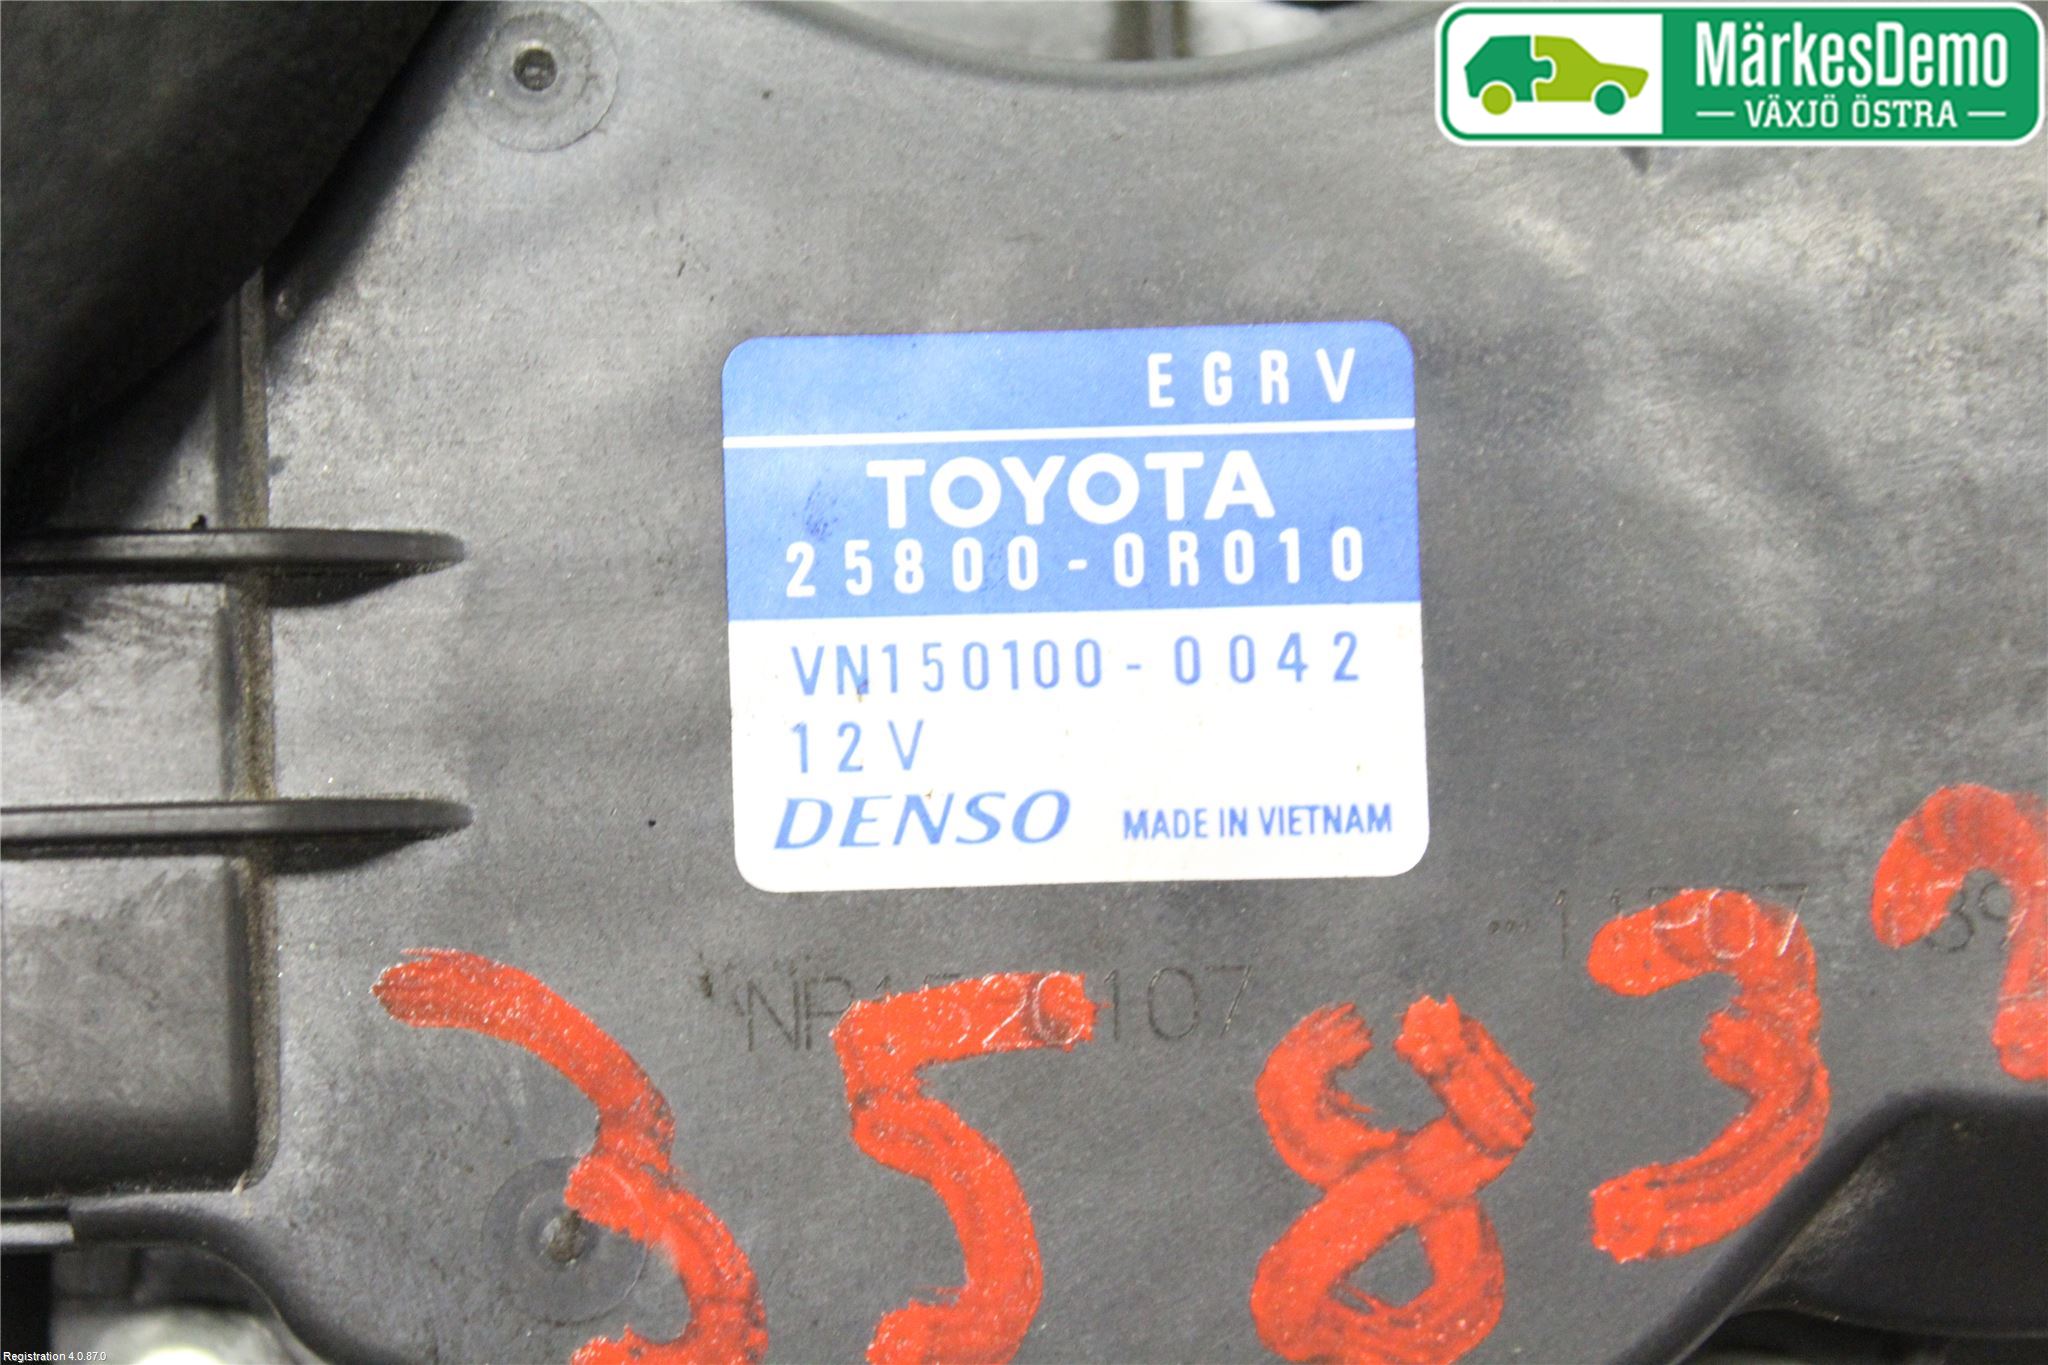 MärkesDemo
VÄXJÖ ÖSTRA
EGRV
TOYOTA
25800-0R010
VN150100-0042
12V
DENSO MADE IN VIETNAM
3583
Registration 4.0.87.0